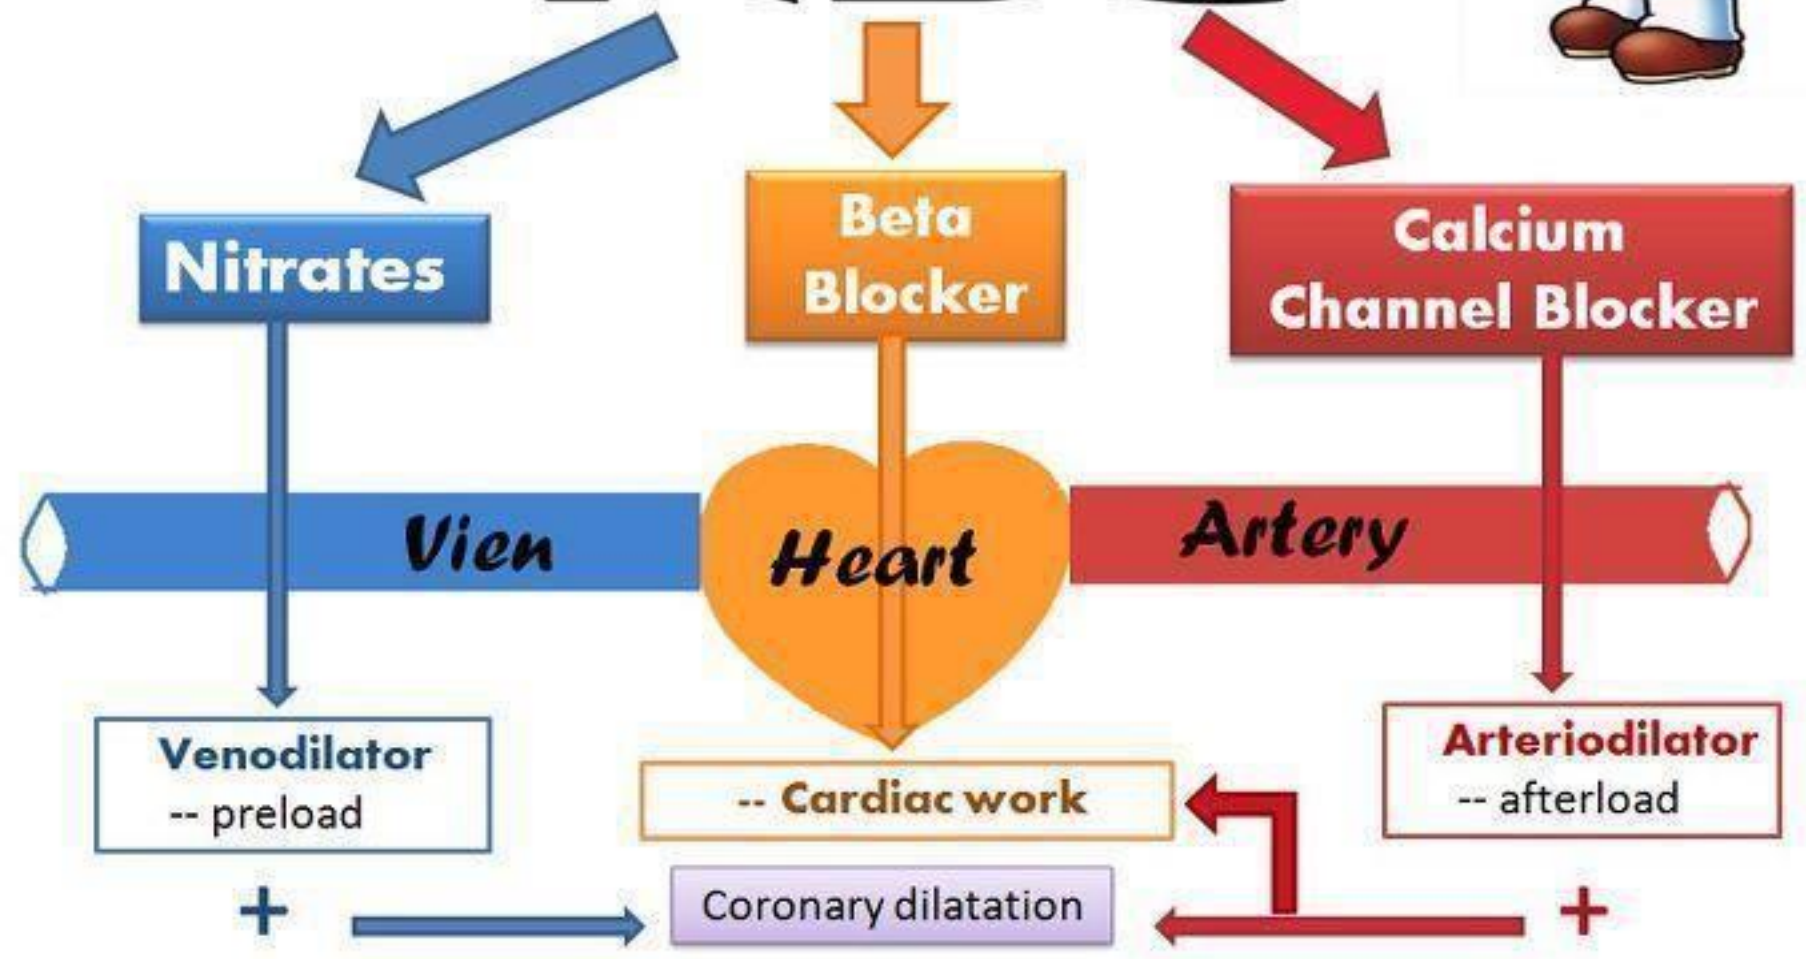 Nitrates
Beta
Blocker
Calcium
Channel Blocker
Vien
Heart
Artery
Venodilator
-- preload
-- Cardiac work
Arteriodilator
-- afterload
+
Coronary dilatation
+